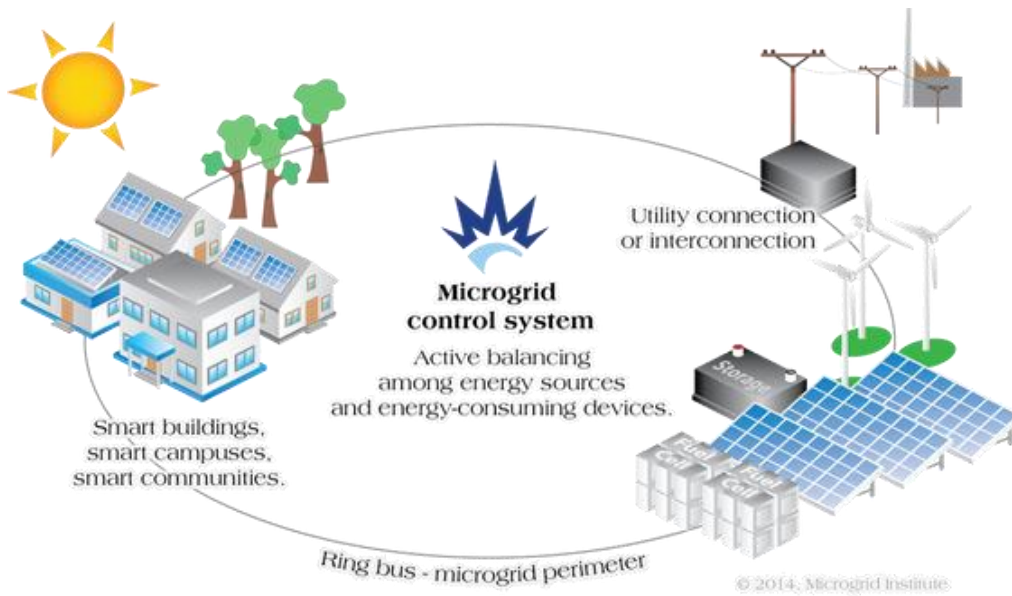 Utility connection
or interconnection
Microgrid
control system
Active balancing
among energy sources
and energy-consuming devices.
Storage
Smart buildings,
smart campuses,
smart communities.
Fuel
Cell
Fuel
Cell
Ring bus - microgrid perimeter
© 2014, Microgrid Institute